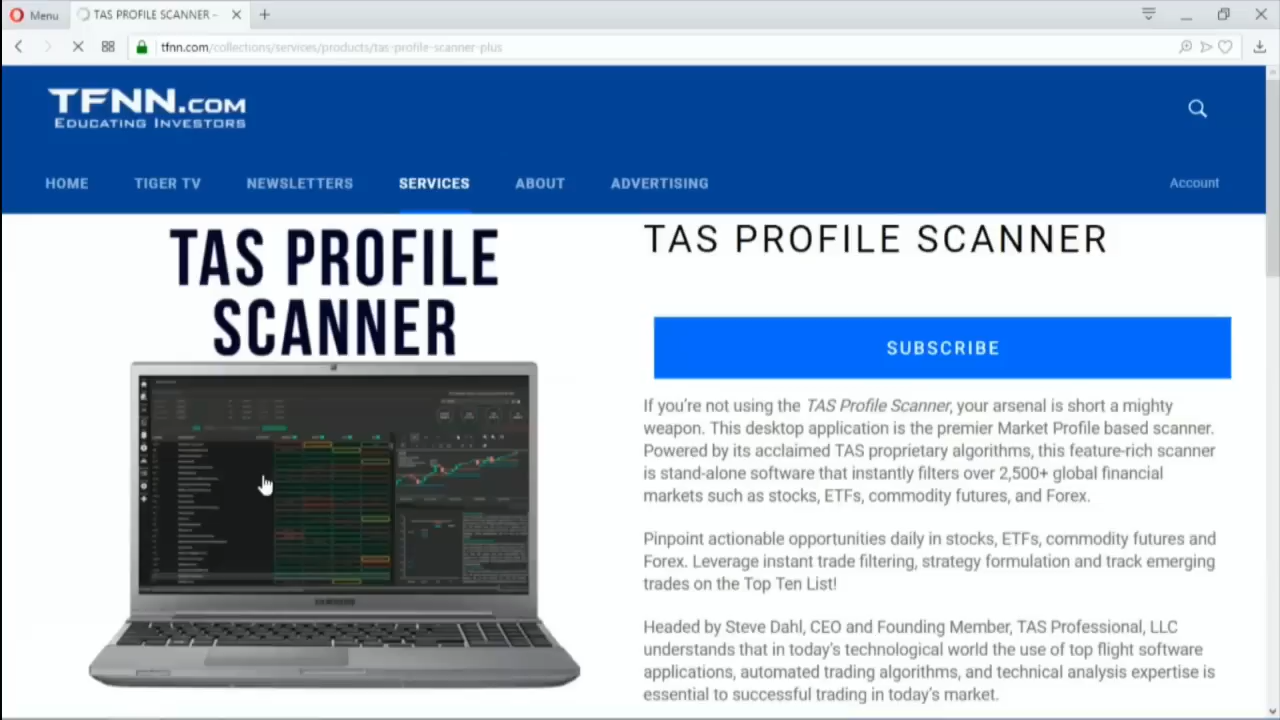 Menu
TAS PROFILE SCANNER -
tfnn.com/collections/services/products/tas-profile-scanner-plus
TFNN.COM
EDUCATING INVESTORS
HOME
TIGER TV
NEWSLETTERS
SERVICES
ABOUT
ADVERTISING
Account
TAS PROFILE
SCANNER
SAMSUNG
TAS PROFILE SCANNER
SUBSCRIBE
If you're not using the TAS Profile Scanner, your arsenal is short a mighty
weapon. This desktop application is the premier Market Profile based scanner.
Powered by its acclaimed TAS proprietary algorithms, this feature-rich scanner
is stand-alone software that instantly filters over 2,500+ global financial
markets such as stocks, ETFs, commodity futures, and Forex.
Pinpoint actionable opportunities daily in stocks, ETFs, commodity futures and
Forex. Leverage instant trade filtering, strategy formulation and track emerging
trades on the Top Ten List!
Headed by Steve Dahl, CEO and Founding Member, TAS Professional, LLC
understands that in today's technological world the use of top flight software
applications, automated trading algorithms, and technical analysis expertise is
essential to successful trading in today's market.